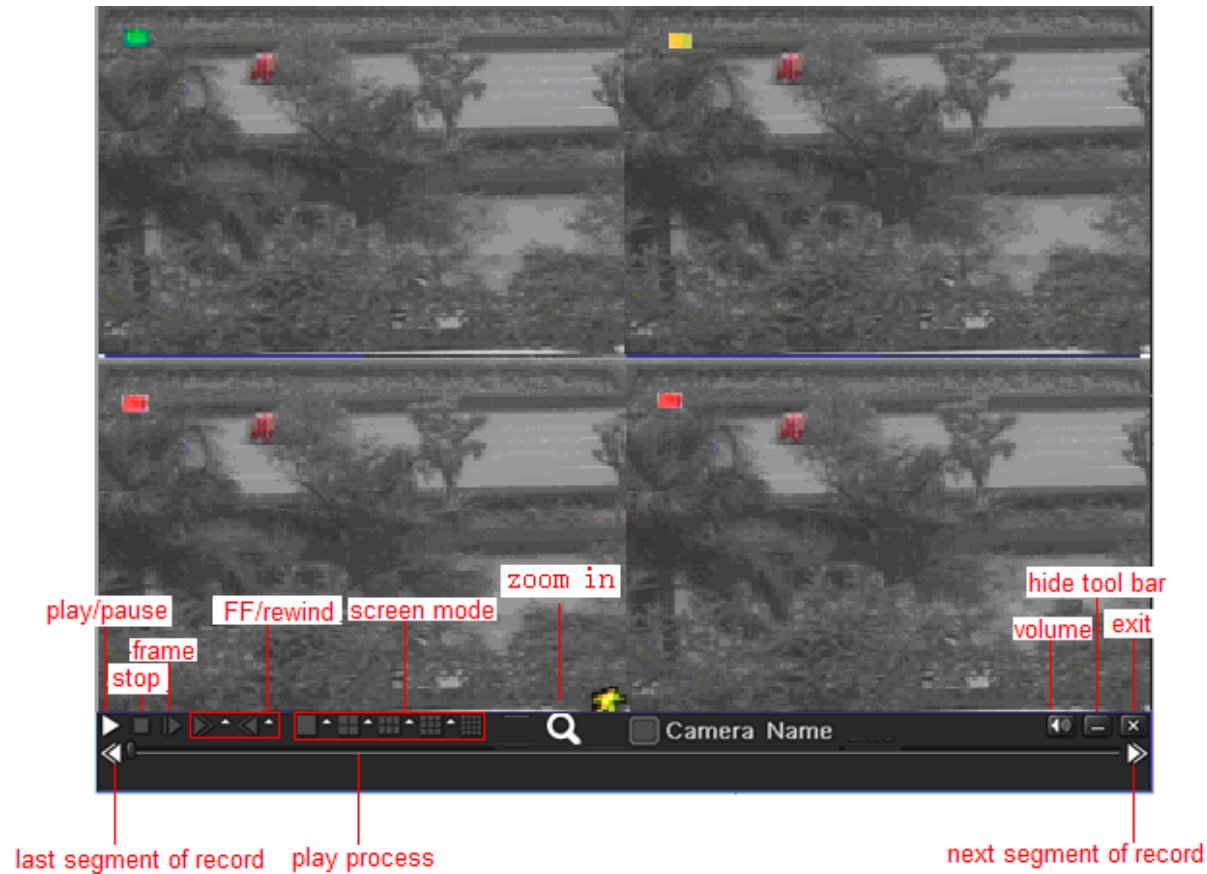 zoom in
hide tool bar
play/pause
FF/rewind
screen mode
volume
exit
-frame
stop
Camera Name
last segment of record
play process
next segment of record